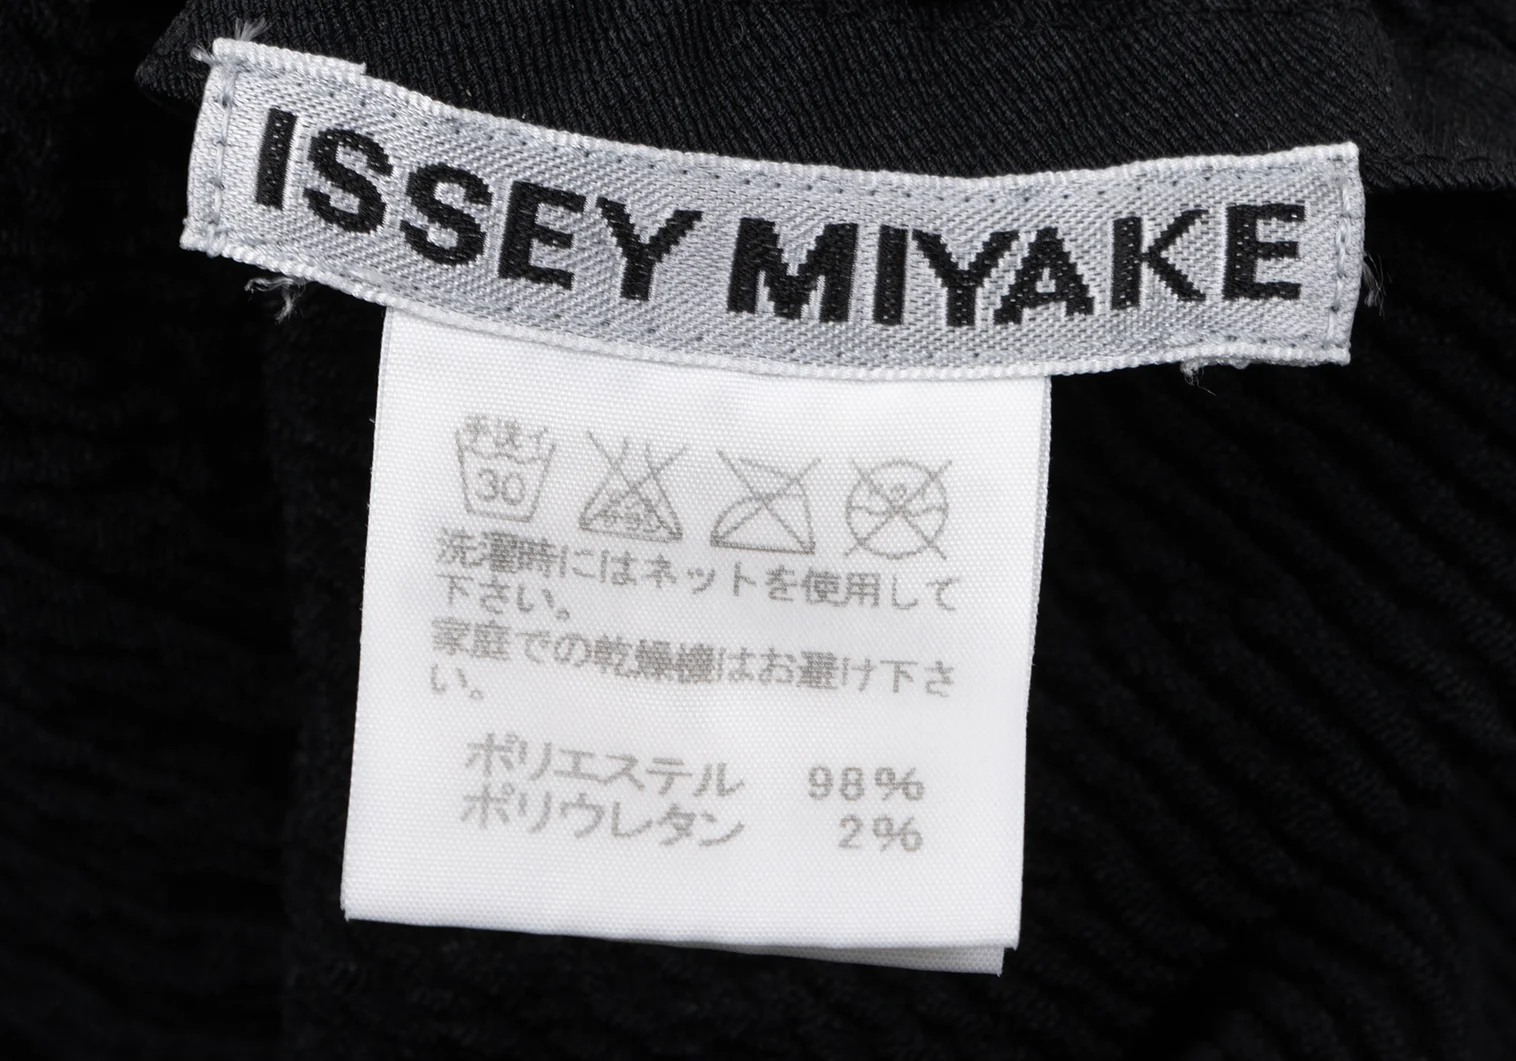 ISSEY MIYAKE
手洗イ
30
洗濯時にはネットを使用して
下さい。
家庭での乾燥機はお避け下さ
い。
ポリエステル 98%
ポリウレタン 2%